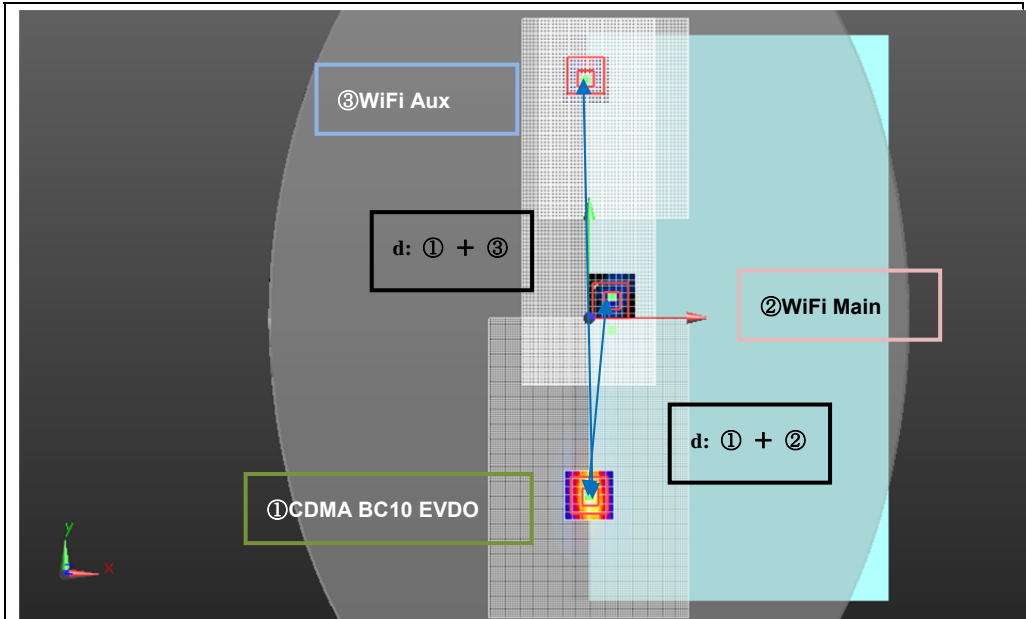 ③WiFi Aux
d: ① + ③
②WiFi Main
d: ① + ②
①CDMA BC10 EVDO
y
x